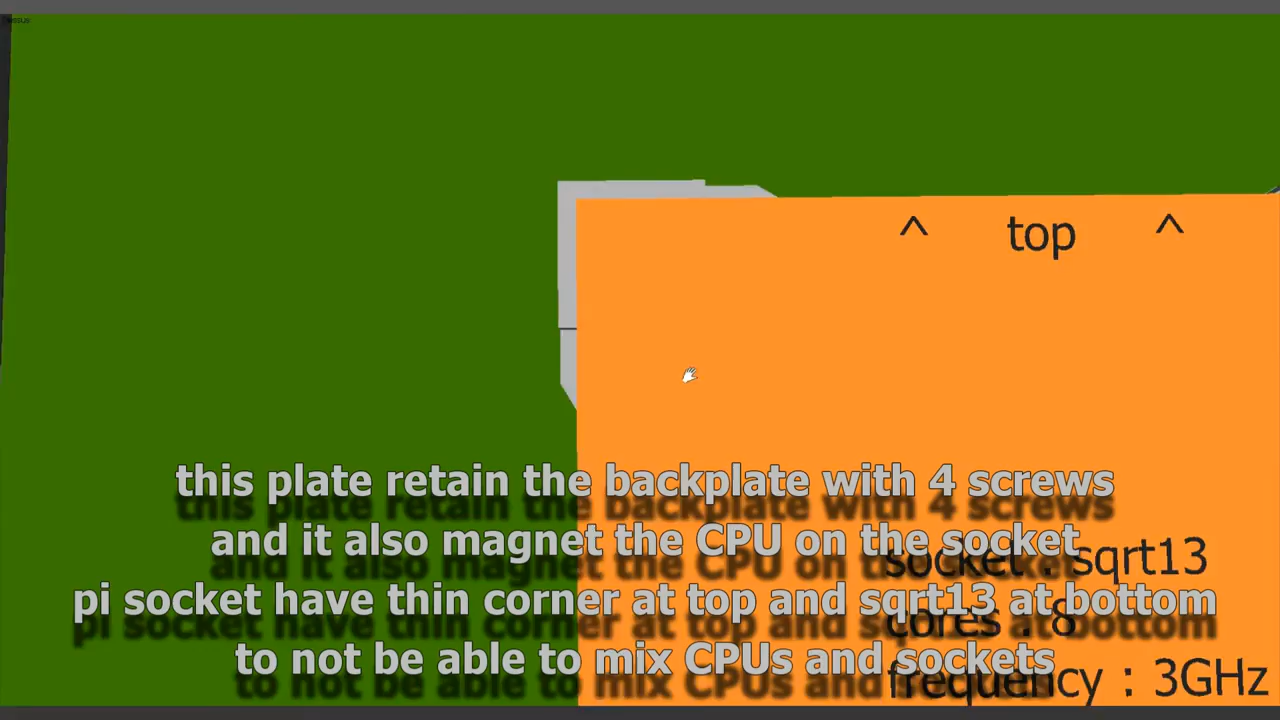 ^ top ^
this plate retain the backplate with 4 screws
and it also magnet the CPU on the socket
socket : sqrt13
pi socket have thin corner at top and sqrt13 at bottom
cores : 8
to not be able to mix CPUs and sockets
frequency : 3GHz